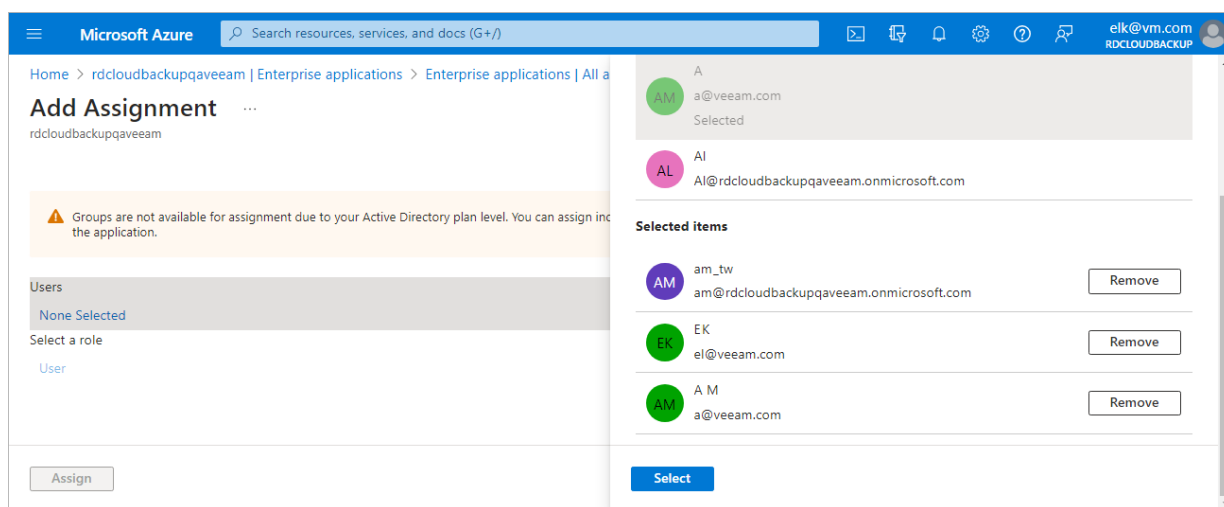 Microsoft Azure
Search resources, services, and docs (G+/)
elk@vm.com
RDCLOUDBACKUP
Home > rdcloudbackupqaveeam | Enterprise applications > Enterprise applications | All a
Add Assignment ...
rdcloudbackupqaveeam
Groups are not available for assignment due to your Active Directory plan level. You can assign inc
the application.
Users
None Selected
Select a role
User
Assign
A
AM
a@veeam.com
Selected
AL
Al
Al@rdcloudbackupqaveeam.onmicrosoft.com
Selected items
AM
am_tw
am@rdcloudbackupqaveeam.onmicrosoft.com
Remove
EK
EK
el@veeam.com
Remove
AM
A M
a@veeam.com
Remove
Select